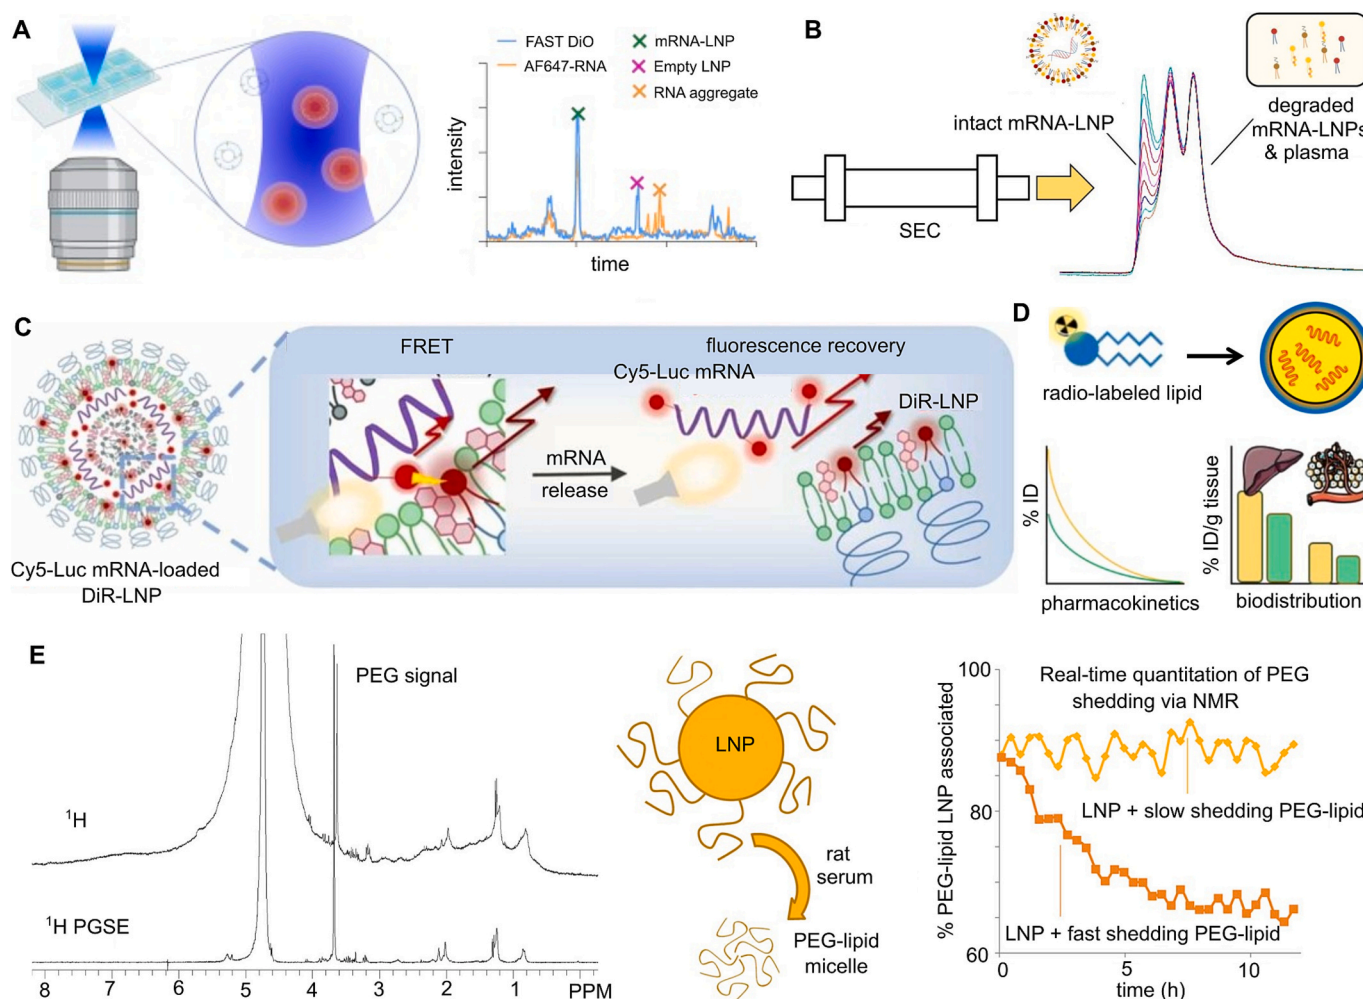 A
FAST DiO
AF647-RNA
mRNA-LNP
Empty LNP
RNA aggregate
intensity
time
B
intact mRNA-LNP
degraded
mRNA-LNPs
& plasma
SEC
C
FRET
fluorescence recovery
Cy5-Luc mRNA
DiR-LNP
mRNA
release
Cy5-Luc mRNA-loaded
DiR-LNP
D
radio-labeled lipid
% ID
pharmacokinetics
% ID/g tissue
biodistribution
E
PEG signal
¹H
¹H PGSE
8 7 6 5 4 3 2 1 PPM
LNP
rat
serum
PEG-lipid
micelle
% PEG-lipid LNP associated
100
80
60
Real-time quantitation of PEG
shedding via NMR
LNP + slow shedding PEG-lipid
LNP + fast shedding PEG-lipid
0 5 10
time (h)